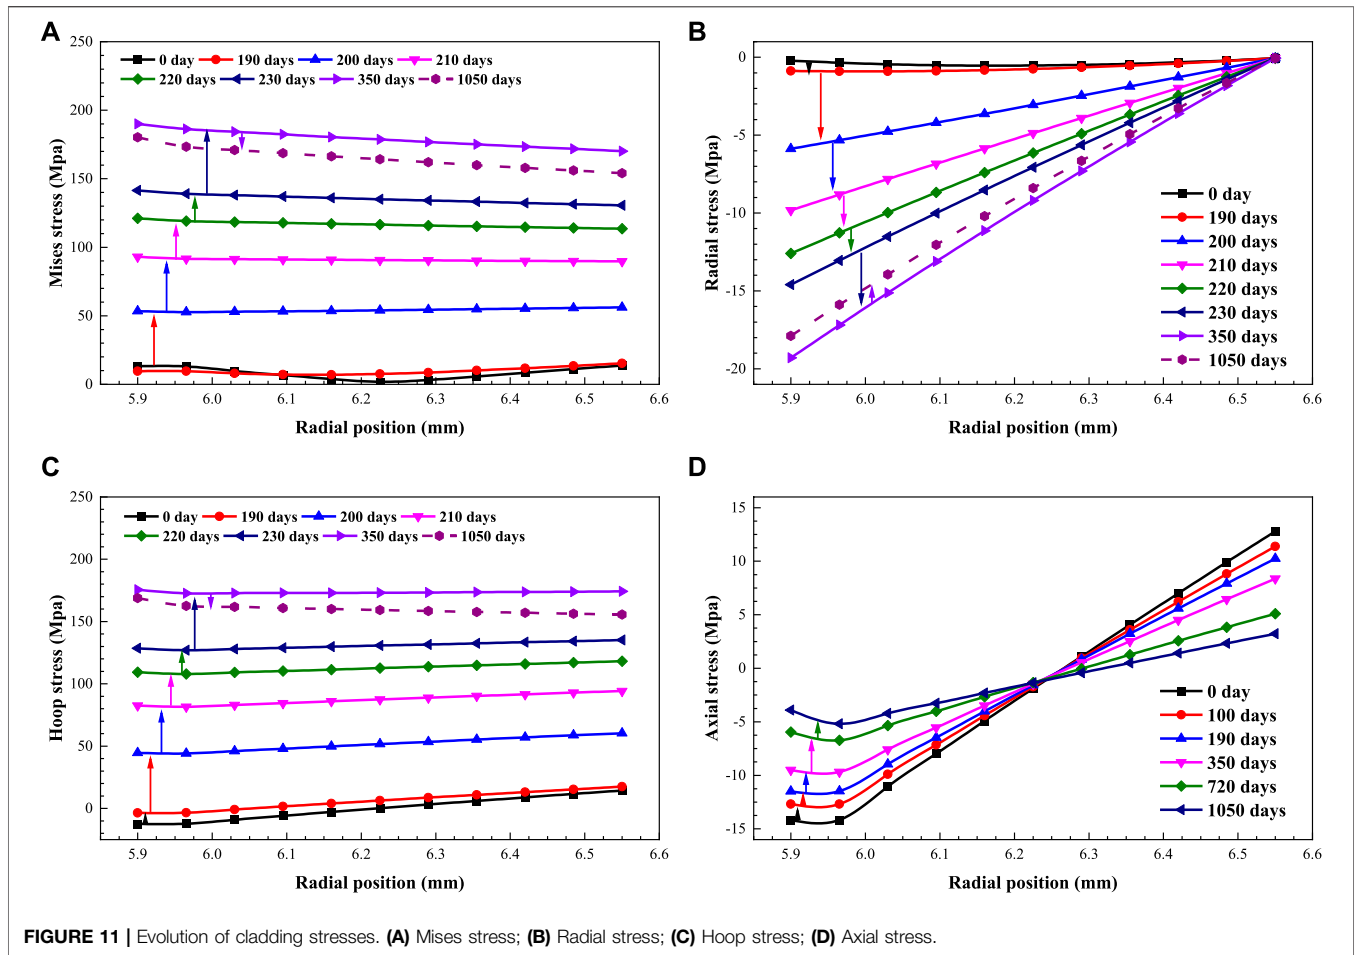 A
250
200
150
100
50
0
Mises stress (Mpa)
0 day 190 days 200 days 210 days
220 days 230 days 350 days 1050 days
5.9 6.0 6.1 6.2 6.3 6.4 6.5 6.6
Radial position (mm)
B
0
-5
-10
-15
-20
Radial stress (Mpa)
0 day
190 days
200 days
210 days
220 days
230 days
350 days
1050 days
5.9 6.0 6.1 6.2 6.3 6.4 6.5 6.6
Radial position (mm)
C
250
200
150
100
50
0
Hoop stress (Mpa)
0 day 190 days 200 days 210 days
220 days 230 days 350 days 1050 days
5.9 6.0 6.1 6.2 6.3 6.4 6.5 6.6
Radial position (mm)
D
15
10
5
0
-5
-10
-15
Axial stress (Mpa)
0 day
100 days
190 days
350 days
720 days
1050 days
5.9 6.0 6.1 6.2 6.3 6.4 6.5 6.6
Radial position (mm)
FIGURE 11 | Evolution of cladding stresses. (A) Mises stress; (B) Radial stress; (C) Hoop stress; (D) Axial stress.